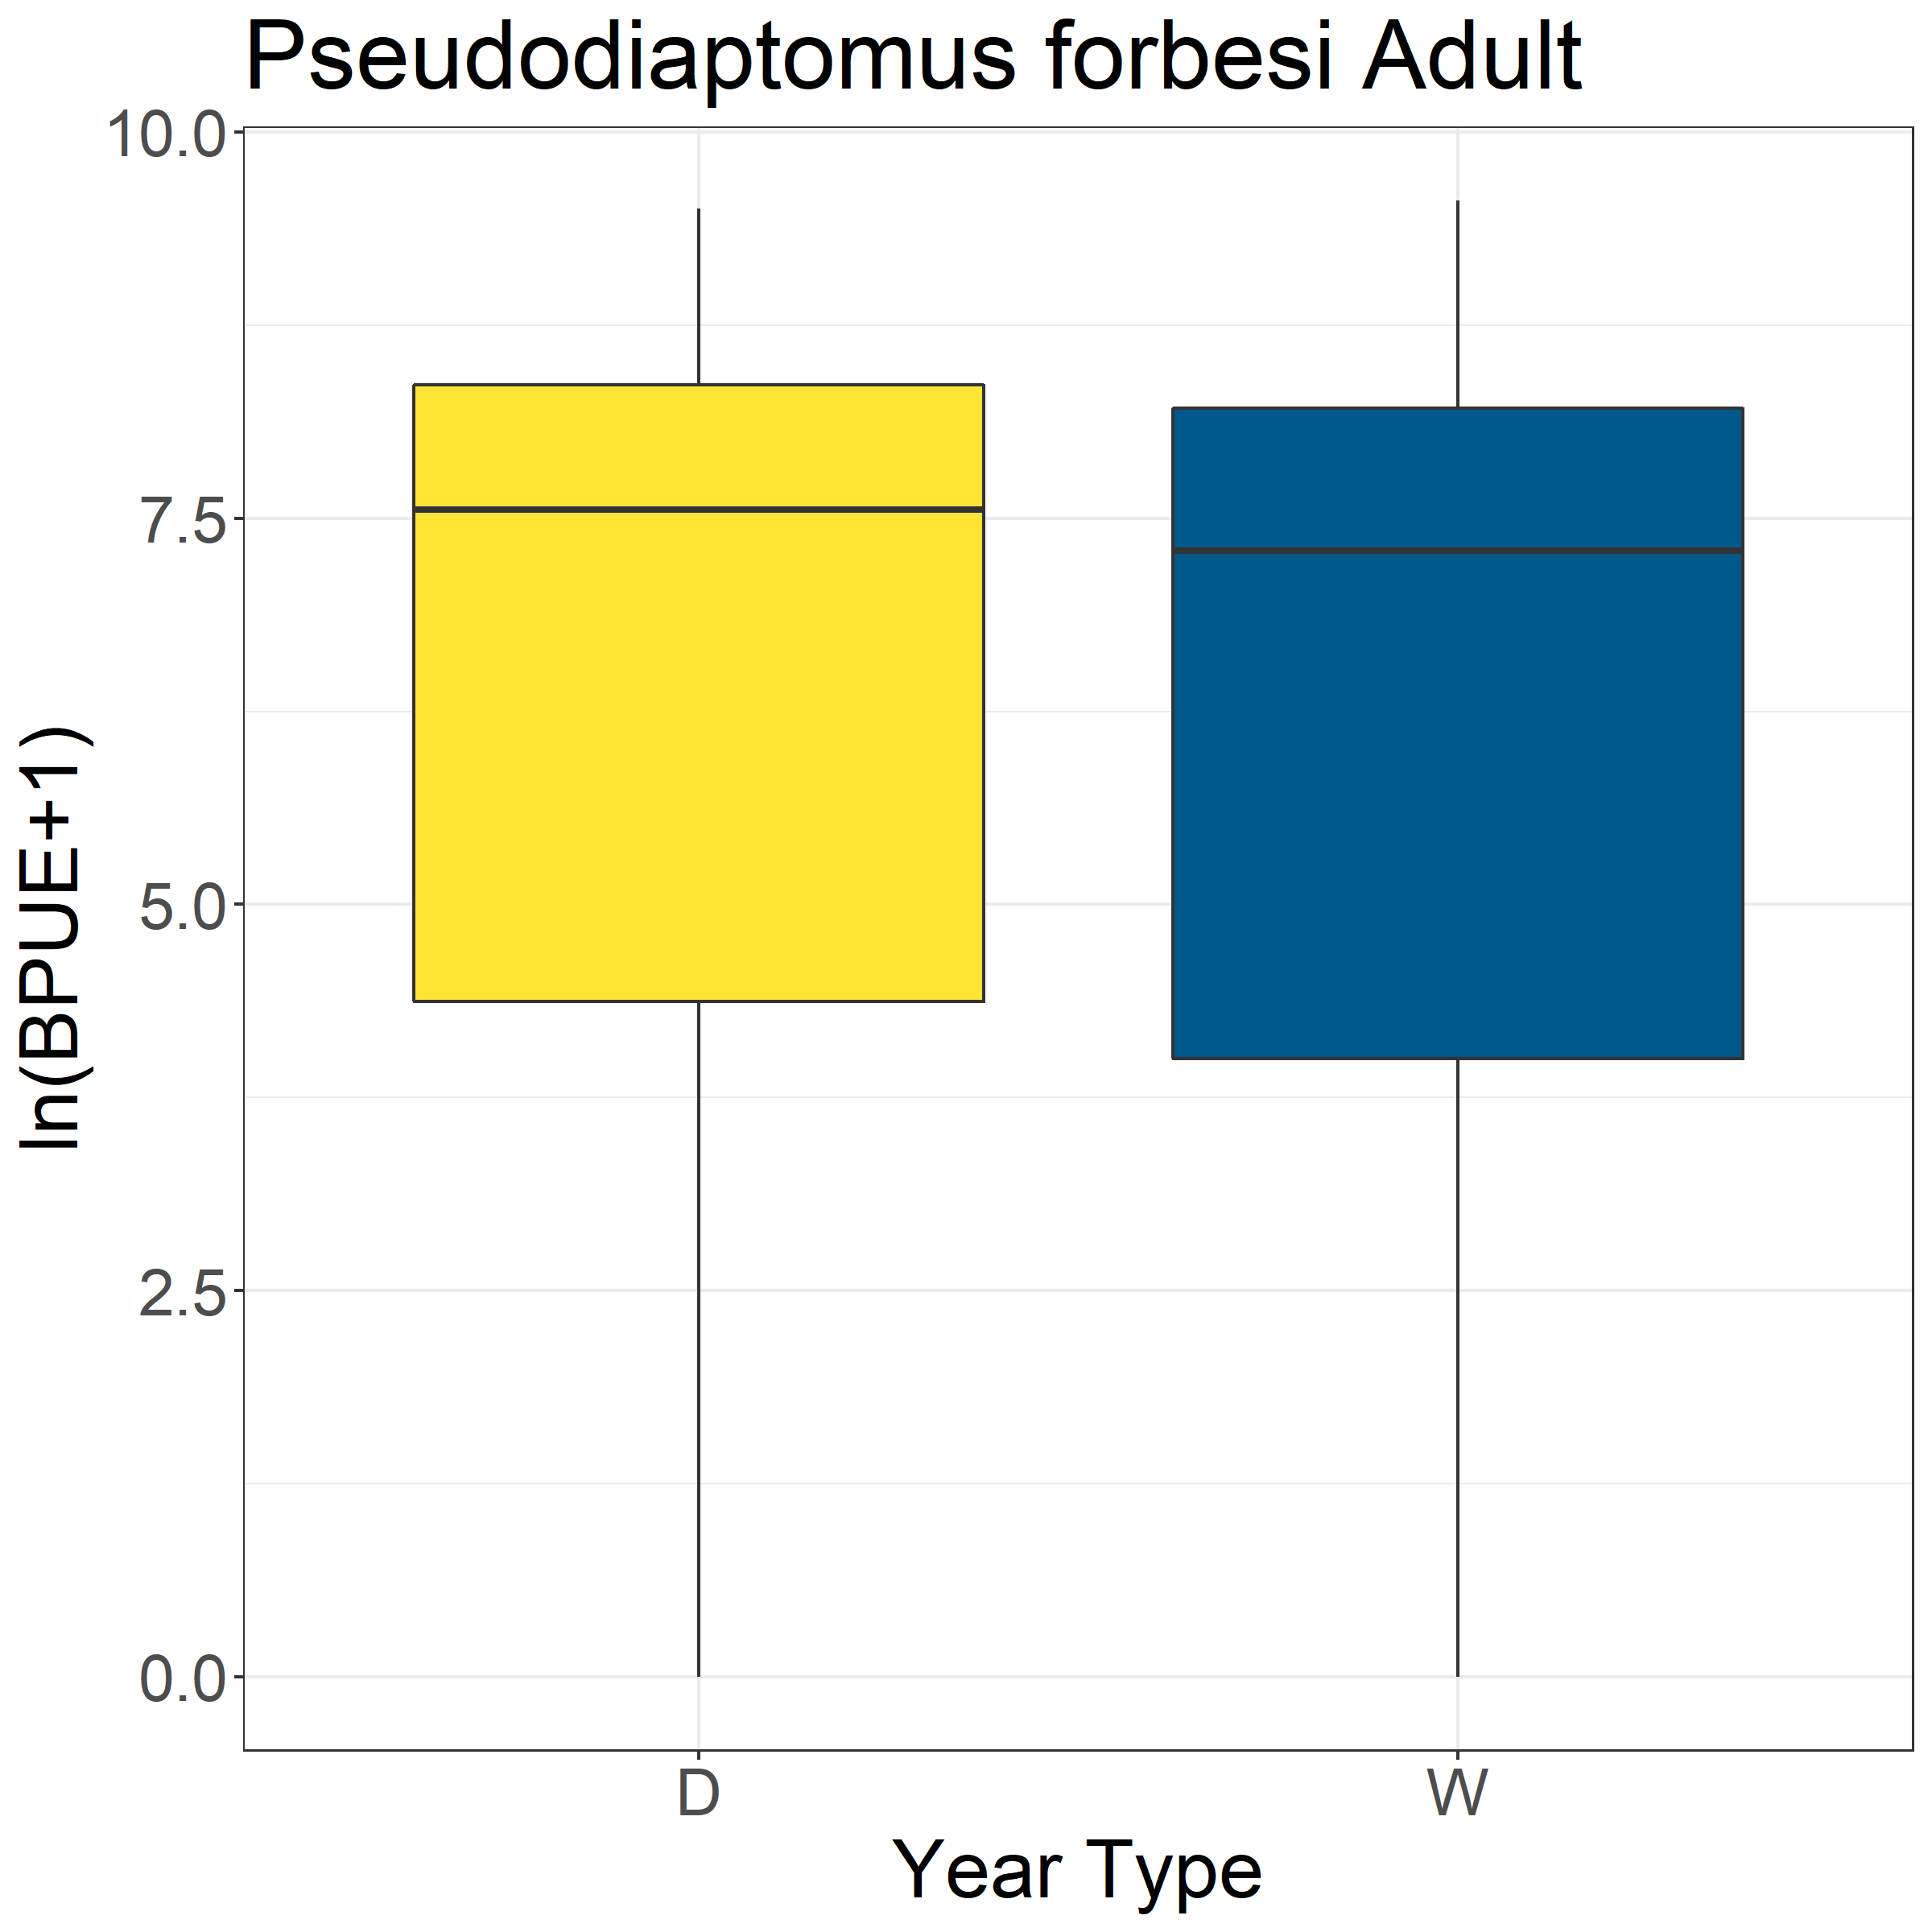 Pseudodiaptomus forbesi Adult
10.0
7.5
5.0
2.5
0.0
ln(BPUE+1)
D W
Year Type